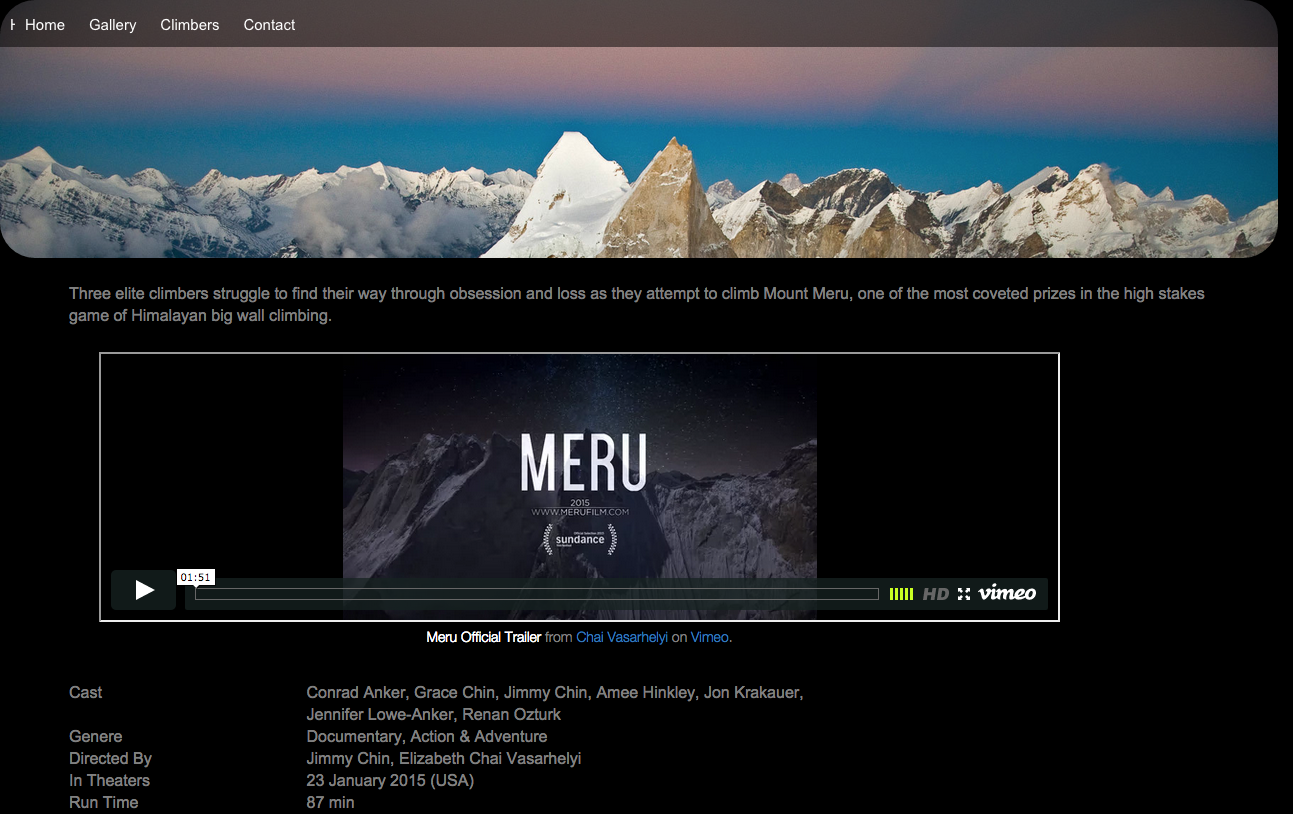 Home Gallery Climbers Contact
Three elite climbers struggle to find their way through obsession and loss as they attempt to climb Mount Meru, one of the most coveted prizes in the high stakes
game of Himalayan big wall climbing.
MERU
2015
WWW.MERUFILM.COM
sundance
01:51
HD vimeo
Meru Official Trailer from Chai Vasarhelyi on Vimeo.
Cast Conrad Anker, Grace Chin, Jimmy Chin, Amee Hinkley, Jon Krakauer,
Jennifer Lowe-Anker, Renan Ozturk
Genere Documentary, Action & Adventure
Directed By Jimmy Chin, Elizabeth Chai Vasarhelyi
In Theaters 23 January 2015 (USA)
Run Time 87 min